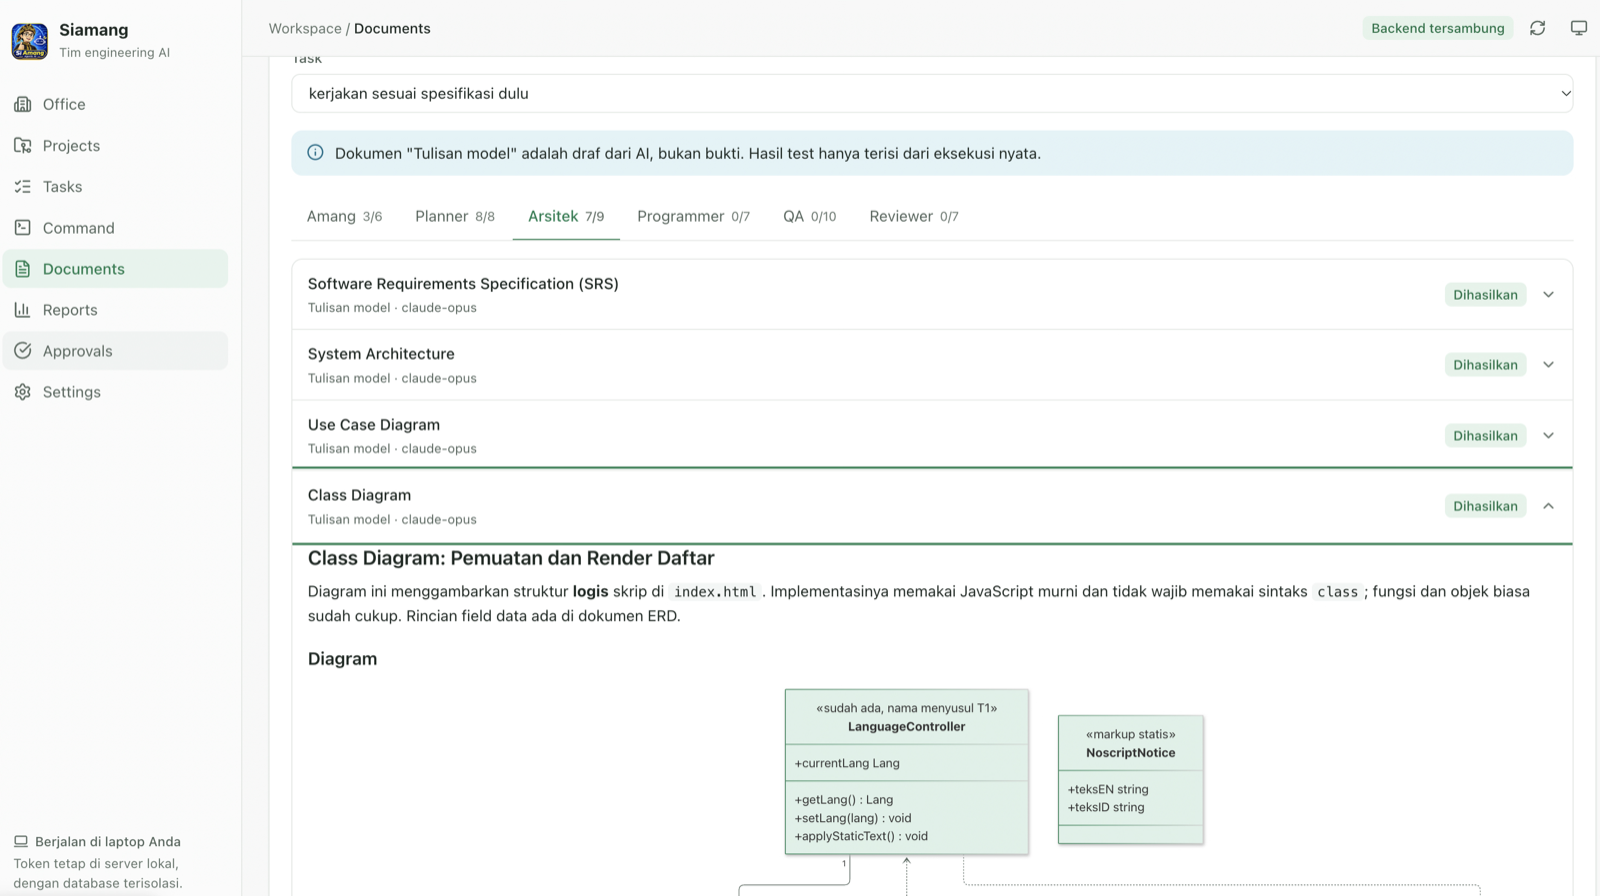 Siamang
Tim engineering AI
Office
Projects
Tasks
Command
Documents
Reports
Approvals
Settings
Berjalan di laptop Anda
Token tetap di server lokal,
dengan database terisolasi.
Workspace / Documents
Backend tersambung
Task
kerjakan sesuai spesifikasi dulu
Dokumen "Tulisan model" adalah draf dari AI, bukan bukti. Hasil test hanya terisi dari eksekusi nyata.
Amang 3/6
Planner 8/8
Arsitek 7/9
Programmer 0/7
QA 0/10
Reviewer 0/7
Software Requirements Specification (SRS)
Tulisan model · claude-opus
Dihasilkan
System Architecture
Tulisan model · claude-opus
Dihasilkan
Use Case Diagram
Tulisan model · claude-opus
Dihasilkan
Class Diagram
Tulisan model · claude-opus
Dihasilkan
Class Diagram: Pemuatan dan Render Daftar
Diagram ini menggambarkan struktur logis skrip di index.html. Implementasinya memakai JavaScript murni dan tidak wajib memakai sintaks class; fungsi dan objek biasa
sudah cukup. Rincian field data ada di dokumen ERD.
Diagram
«sudah ada, nama menyusul T1»
LanguageController
+currentLang Lang
+getLang() : Lang
+setLang(lang) : void
+applyStaticText() : void
1
«markup statis»
NoscriptNotice
+teksEN string
+teksID string